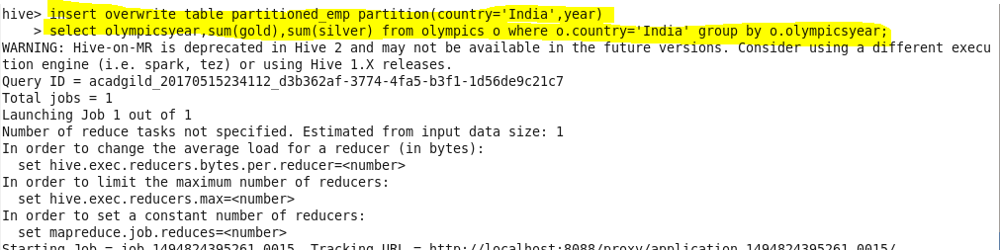 hive> insert overwrite table partitioned_emp partition(country='India',year)
    > select olympicsyear,sum(gold),sum(silver) from olympics o where o.country='India' group by o.olympicsyear;
WARNING: Hive-on-MR is deprecated in Hive 2 and may not be available in the future versions. Consider using a different execu
tion engine (i.e. spark, tez) or using Hive 1.X releases.
Query ID = acadgild_20170515234112_d3b362af-3774-4fa5-b3f1-1d56de9c21c7
Total jobs = 1
Launching Job 1 out of 1
Number of reduce tasks not specified. Estimated from input data size: 1
In order to change the average load for a reducer (in bytes):
  set hive.exec.reducers.bytes.per.reducer=<number>
In order to limit the maximum number of reducers:
  set hive.exec.reducers.max=<number>
In order to set a constant number of reducers:
  set mapreduce.job.reduces=<number>
Starting Job = job_1494824395261_0015, Tracking URL = http://localhost:8088/proxy/application_1494824395261_0015/